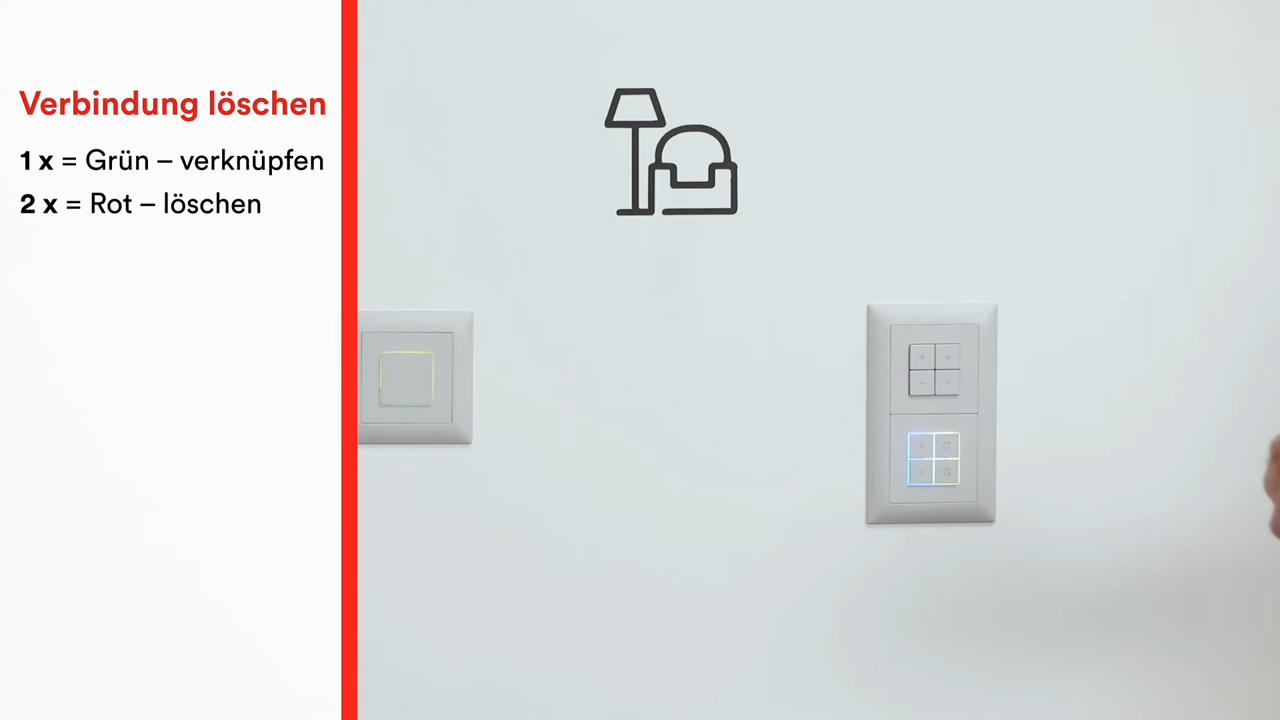 Verbindung löschen
1 x = Grün – verknüpfen
2 x = Rot – löschen